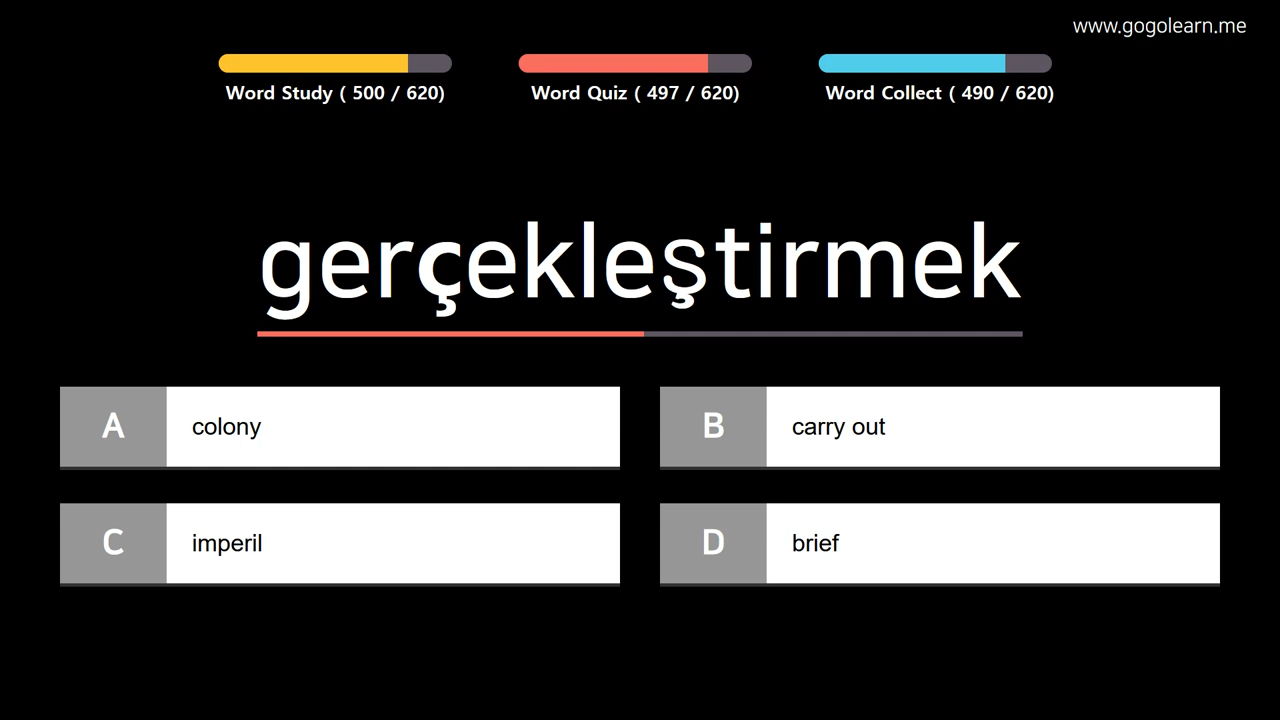 www.gogolearn.me
Word Study ( 500 / 620)
Word Quiz ( 497 / 620)
Word Collect ( 490 / 620)
gerçekleştirmek
A colony
B carry out
C imperil
D brief